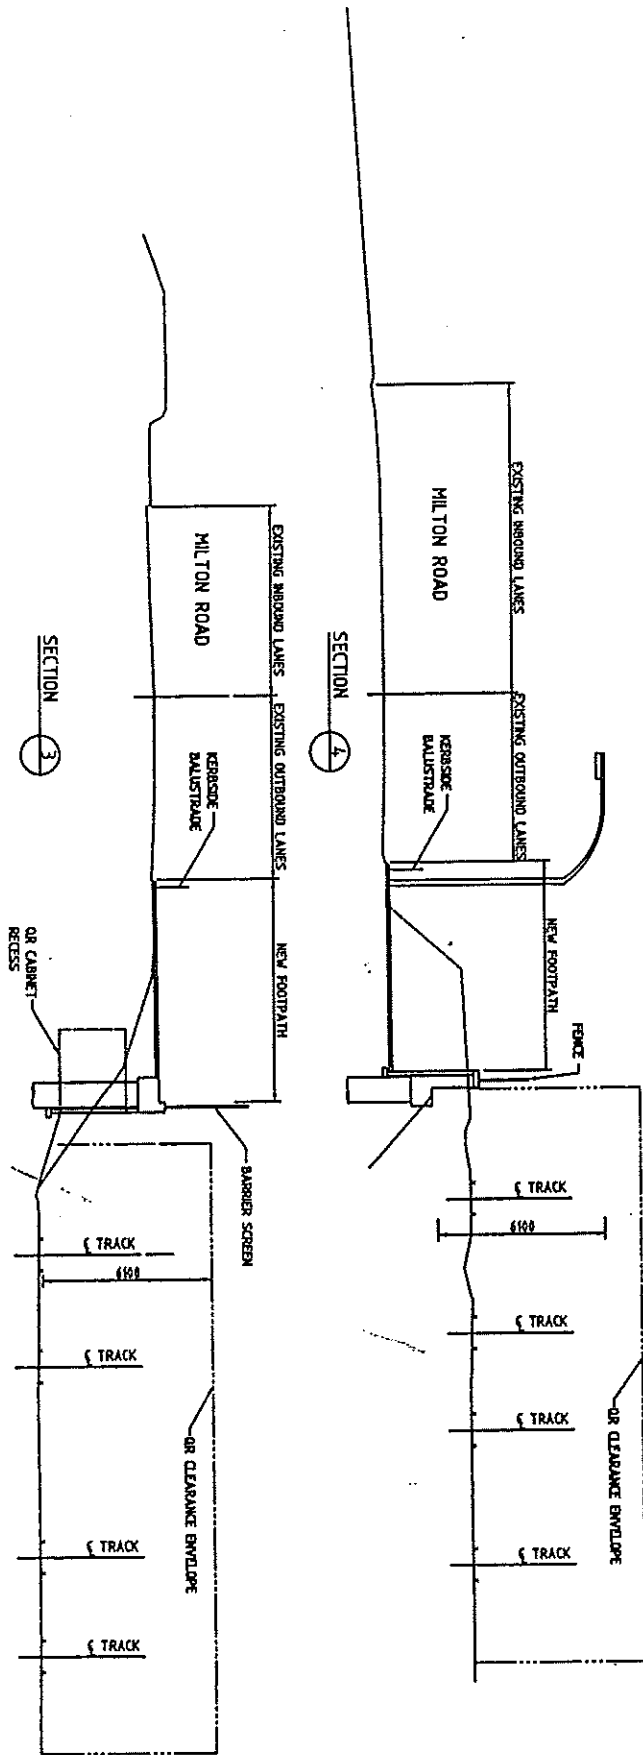 EXISTING INBOUND LANES
EXISTING OUTBOUND LANES
NEW FOOTPATH
FENCE
MILTON ROAD
KERBSIDE
BALUSTRADE
℄ TRACK
6100
℄ TRACK
℄ TRACK
℄ TRACK
QR CLEARANCE ENVELOPE
SECTION
4
EXISTING INBOUND LANES
EXISTING OUTBOUND LANES
NEW FOOTPATH
MILTON ROAD
KERBSIDE
BALUSTRADE
BARRIER SCREEN
QR CABINET
RECESS
℄ TRACK
6100
℄ TRACK
℄ TRACK
℄ TRACK
QR CLEARANCE ENVELOPE
SECTION
3